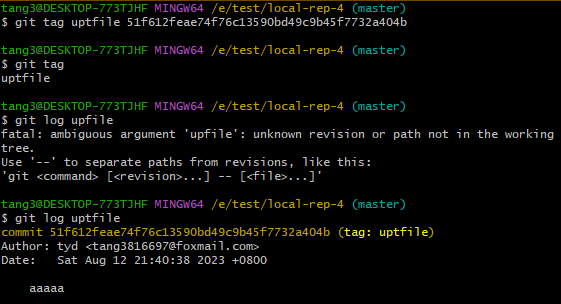 tang3@DESKTOP-773TJHF MINGW64 /e/test/local-rep-4 (master)
$ git tag uptfile 51f612feae74f76c13590bd49c9b45f7732a404b
tang3@DESKTOP-773TJHF MINGW64 /e/test/local-rep-4 (master)
$ git tag
uptfile
tang3@DESKTOP-773TJHF MINGW64 /e/test/local-rep-4 (master)
$ git log upfile
fatal: ambiguous argument 'upfile': unknown revision or path not in the working
tree.
Use '--' to separate paths from revisions, like this:
'git <command> [<revision>...] -- [<file>...]'
tang3@DESKTOP-773TJHF MINGW64 /e/test/local-rep-4 (master)
$ git log uptfile
commit 51f612feae74f76c13590bd49c9b45f7732a404b (tag: uptfile)
Author: tyd <tang3816697@foxmail.com>
Date:   Sat Aug 12 21:40:38 2023 +0800
aaaaa